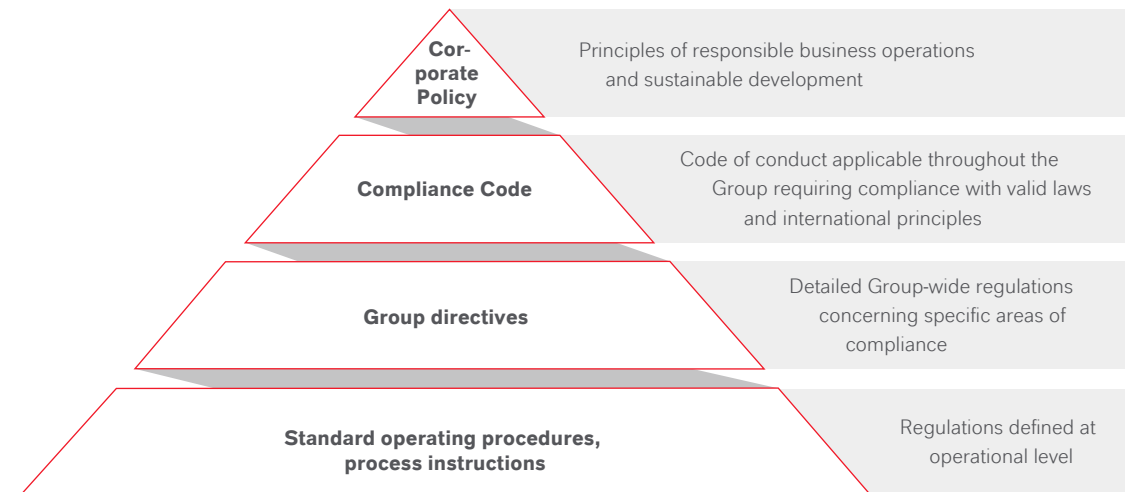 Cor-
porate
Policy
Principles of responsible business operations
and sustainable development
Compliance Code
Code of conduct applicable throughout the
Group requiring compliance with valid laws
and international principles
Group directives
Detailed Group-wide regulations
concerning specific areas of
compliance
Standard operating procedures,
process instructions
Regulations defined at
operational level